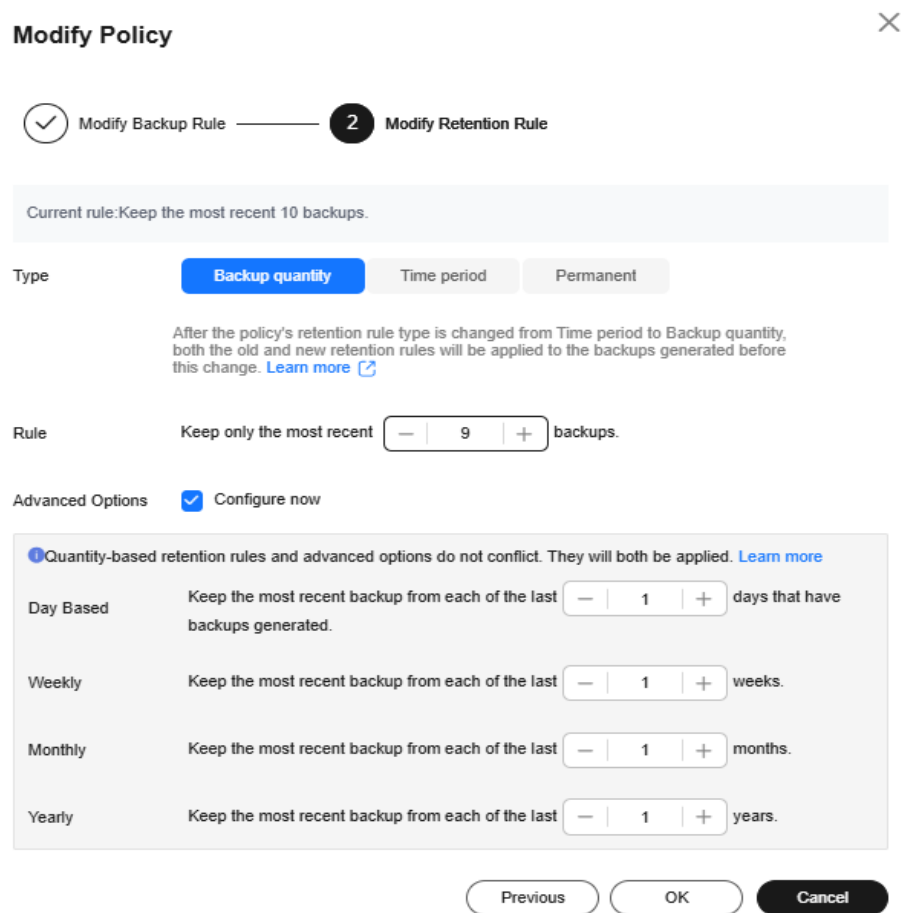 Modify Policy
Modify Backup Rule
2 Modify Retention Rule
Current rule:Keep the most recent 10 backups.
Type Backup quantity Time period Permanent
After the policy's retention rule type is changed from Time period to Backup quantity,
both the old and new retention rules will be applied to the backups generated before
this change. Learn more
Rule Keep only the most recent 9 backups.
Advanced Options Configure now
Quantity-based retention rules and advanced options do not conflict. They will both be applied. Learn more
Day Based Keep the most recent backup from each of the last 1 days that have
backups generated.
Weekly Keep the most recent backup from each of the last 1 weeks.
Monthly Keep the most recent backup from each of the last 1 months.
Yearly Keep the most recent backup from each of the last 1 years.
Previous OK Cancel